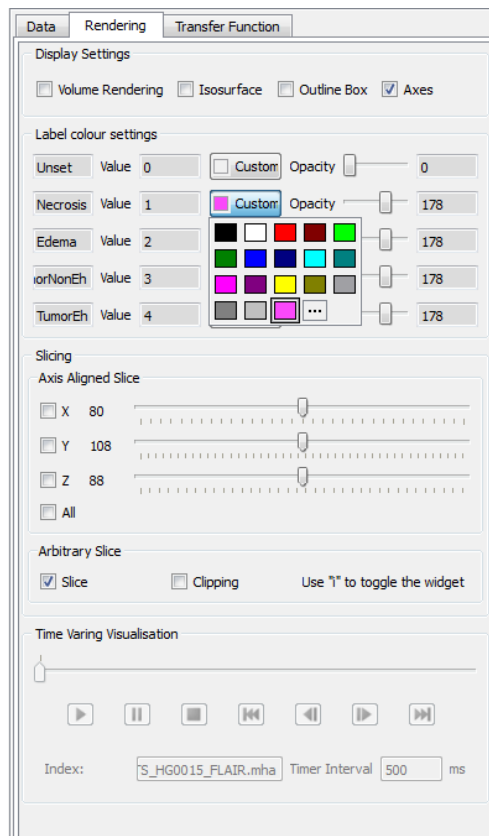 Data Rendering Transfer Function
Display Settings
Volume Rendering Isosurface Outline Box Axes
Label colour settings
Unset Value 0 Custom Opacity 0
Necrosis Value 1 Custom Opacity 178
Edema Value 2 178
orNonEh Value 3 178
TumorEh Value 4 178
...
Slicing
Axis Aligned Slice
X 80
Y 108
Z 88
All
Arbitrary Slice
Slice Clipping Use "i" to toggle the widget
Time Varing Visualisation
Index: TS_HG0015_FLAIR.mha Timer Interval 500 ms